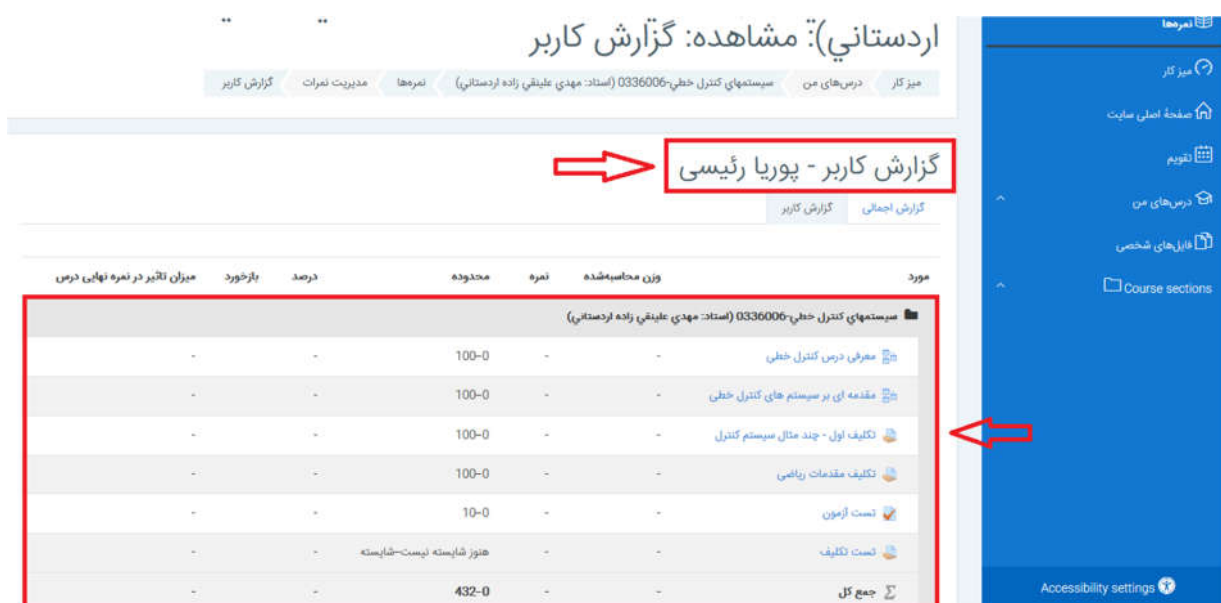 اردستاني): مشاهده: گزارش کاربر
میز کار
درس‌های من
سیستمهاي کنترل خطي-0336006 (استاد: مهدي علینقي زاده اردستاني)
نمره‌ها
مدیریت نمرات
گزارش کاربر
گزارش کاربر - پوریا رئیسی
گزارش اجمالی
گزارش کاربر
مورد
وزن محاسبه‌شده
نمره
محدوده
درصد
بازخورد
میزان تاثیر در نمره نهایی درس
سیستمهاي کنترل خطي-0336006 (استاد: مهدي علینقي زاده اردستاني)
معرفی درس کنترل خطی - - 0–100 - -
مقدمه ای بر سیستم های کنترل خطی - - 0–100 - -
تکلیف اول - چند مثال سیستم کنترل - - 0–100 - -
تکلیف مقدمات ریاضی - - 0–100 - -
تست آزمون - - 0–10 - -
تست تکلیف - - هنوز شایسته نیست–شایسته - -
جمع کل - - 0–432 - -
نمره‌ها
میز کار
صفحهٔ اصلی سایت
تقویم
درس‌های من
فایل‌های شخصی
Course sections
Accessibility settings